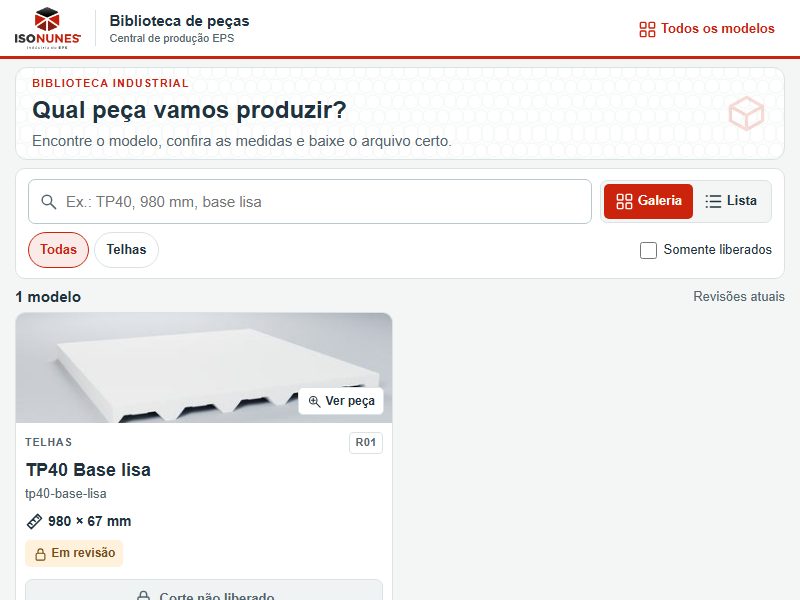 ISONUNES
Biblioteca de peças
Central de produção EPS
Todos os modelos
BIBLIOTECA INDUSTRIAL
Qual peça vamos produzir?
Encontre o modelo, confira as medidas e baixe o arquivo certo.
Ex.: TP40, 980 mm, base lisa
Galeria
Lista
Todas
Telhas
Somente liberados
1 modelo
Revisões atuais
Ver peça
TELHAS
R01
TP40 Base lisa
tp40-base-lisa
980 × 67 mm
Em revisão
Corte não liberado